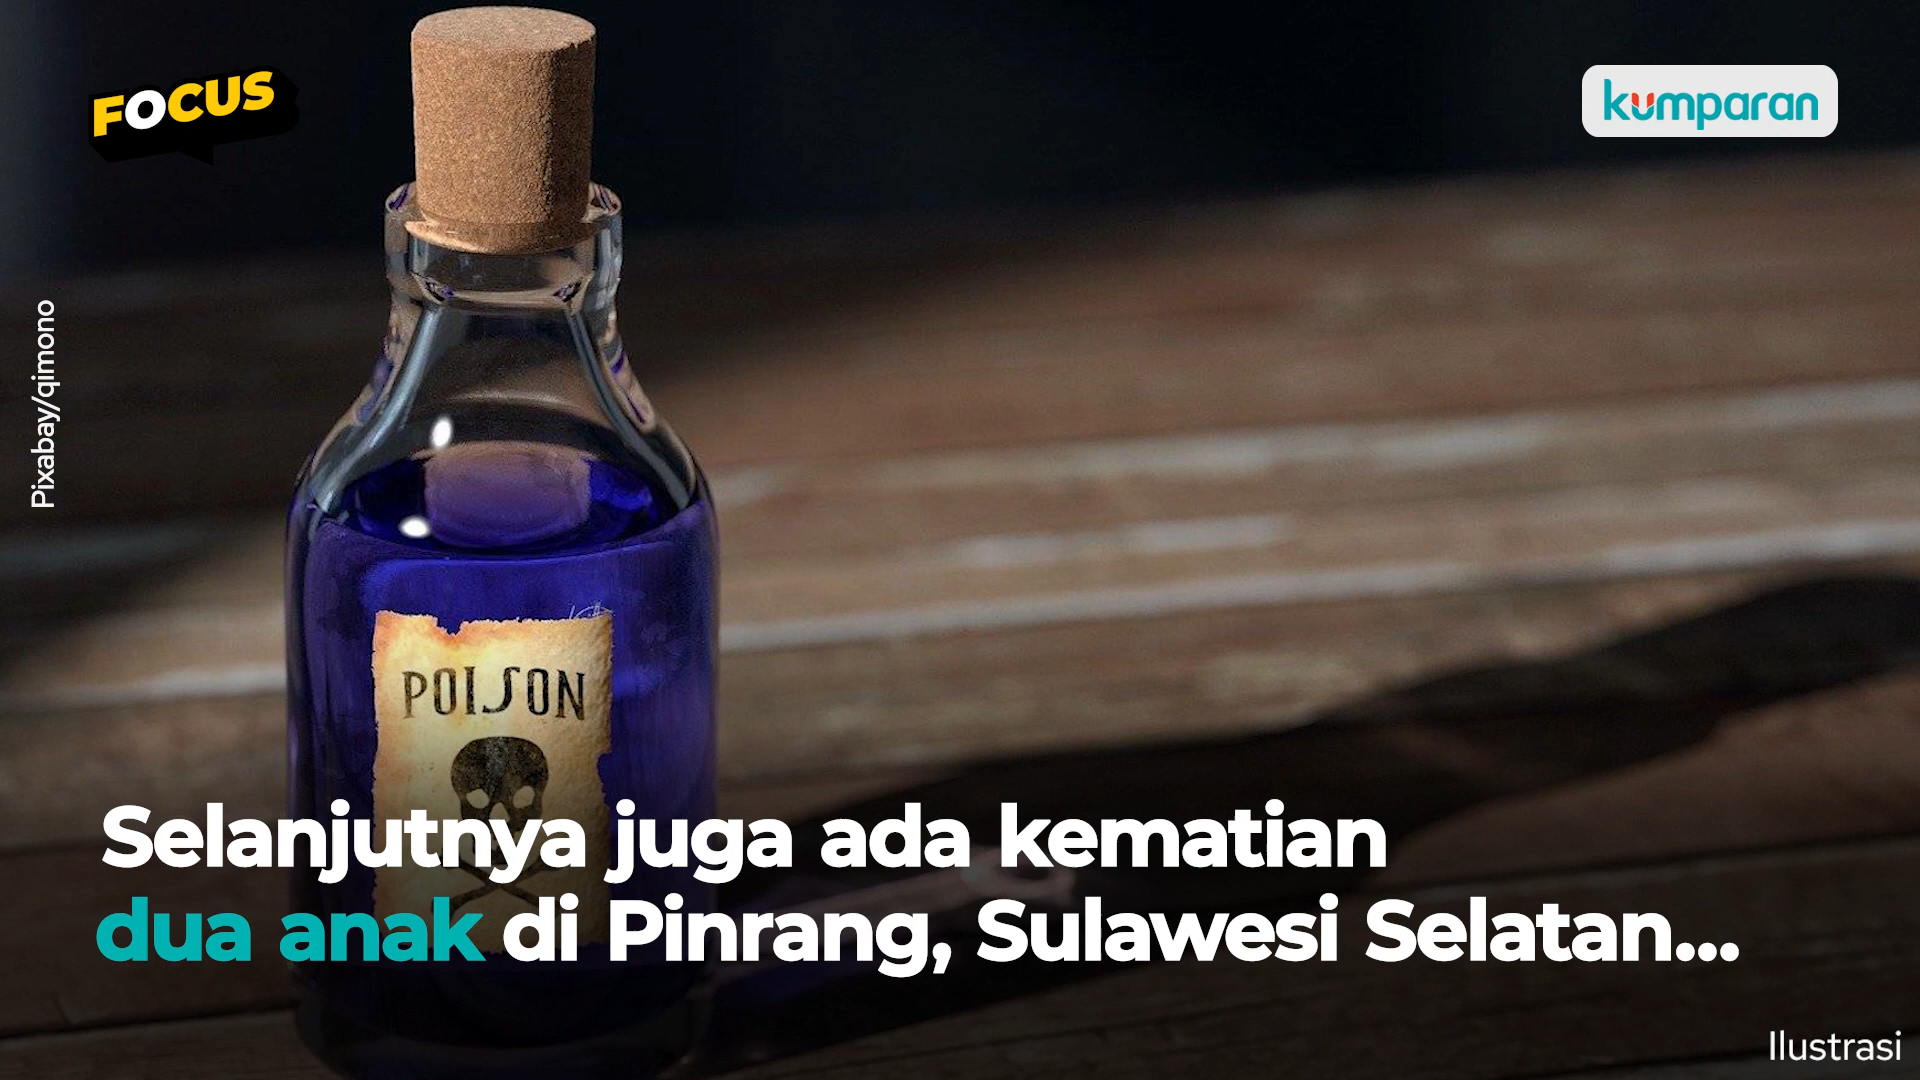 FOCUS
kumparan
Pixabay/qimono
POISON
Selanjutnya juga ada kematian
dua anak di Pinrang, Sulawesi Selatan...
Ilustrasi